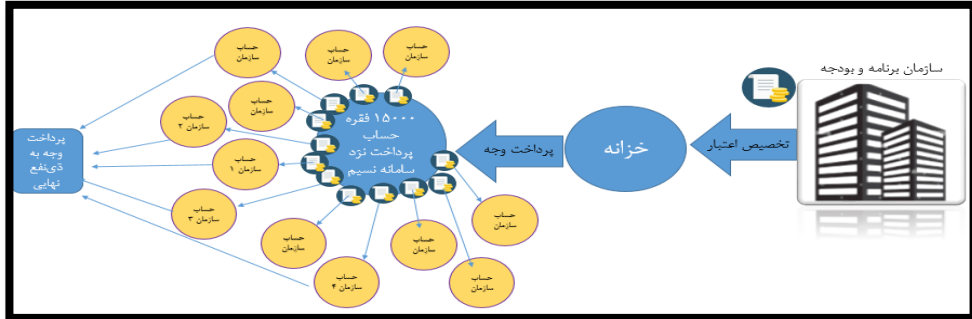 سازمان برنامه و بودجه
تخصیص اعتبار
خزانه
پرداخت وجه
۱۵۰۰۰ فقره
حساب
پرداخت نزد
سامانه نسیم
حساب
سازمان
حساب
سازمان
حساب
سازمان
حساب
سازمان
حساب
سازمان ۲
حساب
سازمان ۱
حساب
سازمان ۳
حساب
سازمان
حساب
سازمان ۴
حساب
سازمان
حساب
سازمان
حساب
سازمان
پرداخت
وجه به
ذینفع
نهایی